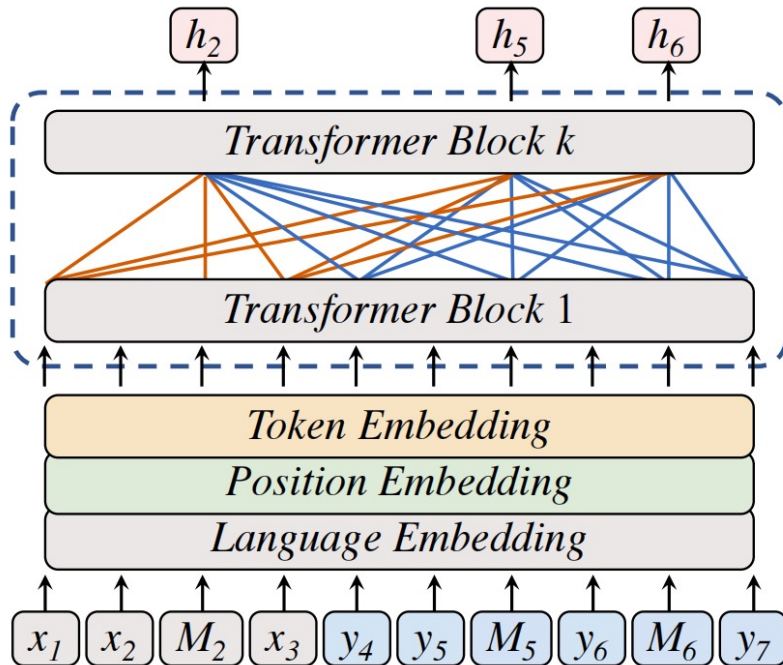 h₂ h₅ h₆
Transformer Block k
Transformer Block 1
Token Embedding
Position Embedding
Language Embedding
x₁ x₂ M₂ x₃ y₄ y₅ M₅ y₆ M₆ y₇